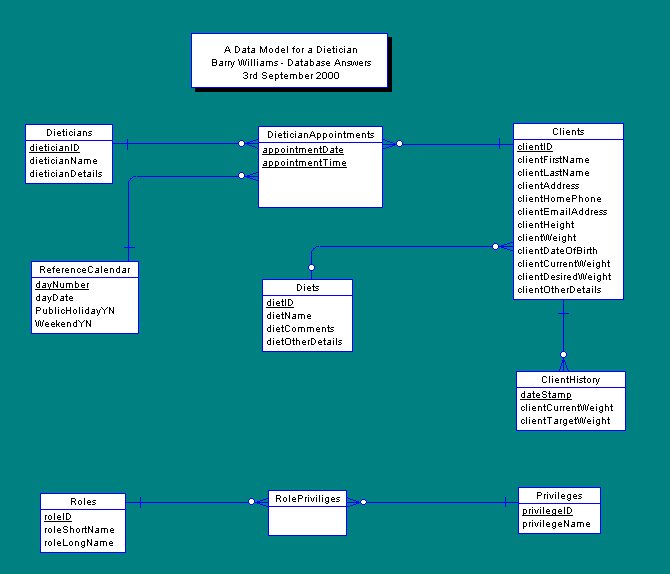 A Data Model for a Dietician
Barry Williams - Database Answers
3rd September 2000
Dieticians
dieticianID
dieticianName
dieticianDetails
DieticianAppointments
appointmentDate
appointmentTime
Clients
clientID
clientFirstName
clientLastName
clientAddress
clientHomePhone
clientEmailAddress
clientHeight
clientWeight
clientDateOfBirth
clientCurrentWeight
clientDesiredWeight
clientOtherDetails
ReferenceCalendar
dayNumber
dayDate
PublicHolidayYN
WeekendYN
Diets
dietID
dietName
dietComments
dietOtherDetails
ClientHistory
dateStamp
clientCurrentWeight
clientTargetWeight
Roles
roleID
roleShortName
roleLongName
RolePriviliges
Privileges
privilegeID
privilegeName